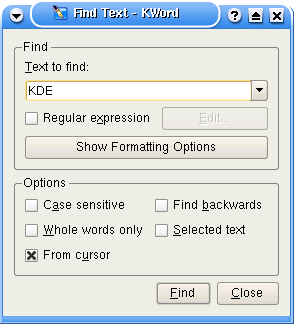 Find Text - KWord
Find
Text to find:
KDE
Regular expression
Edit...
Show Formatting Options
Options
Case sensitive
Find backwards
Whole words only
Selected text
From cursor
Find
Close